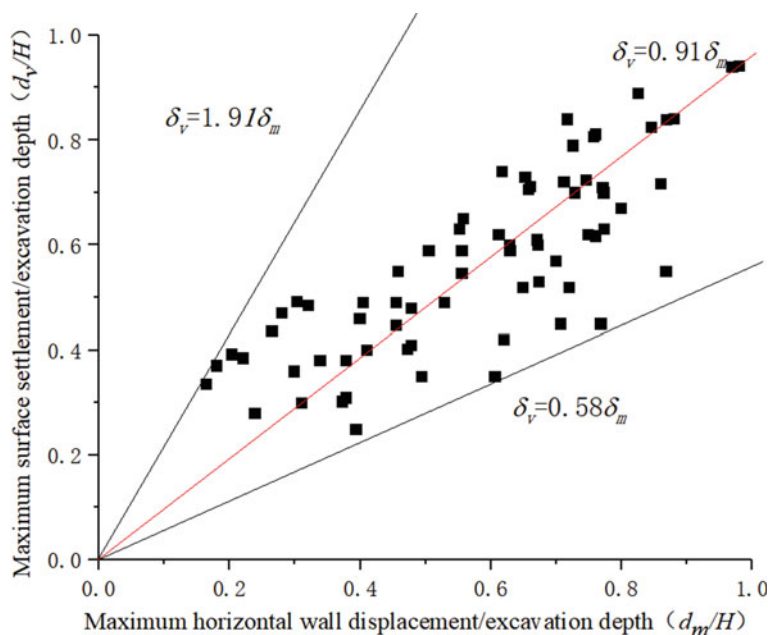 Maximum surface settlement/excavation depth（dv/H）
1.0
0.8
0.6
0.4
0.2
0.0
δv=1.91δm
δv=0.91δm
δv=0.58δm
0.0 0.2 0.4 0.6 0.8 1.0
Maximum horizontal wall displacement/excavation depth（dm/H）